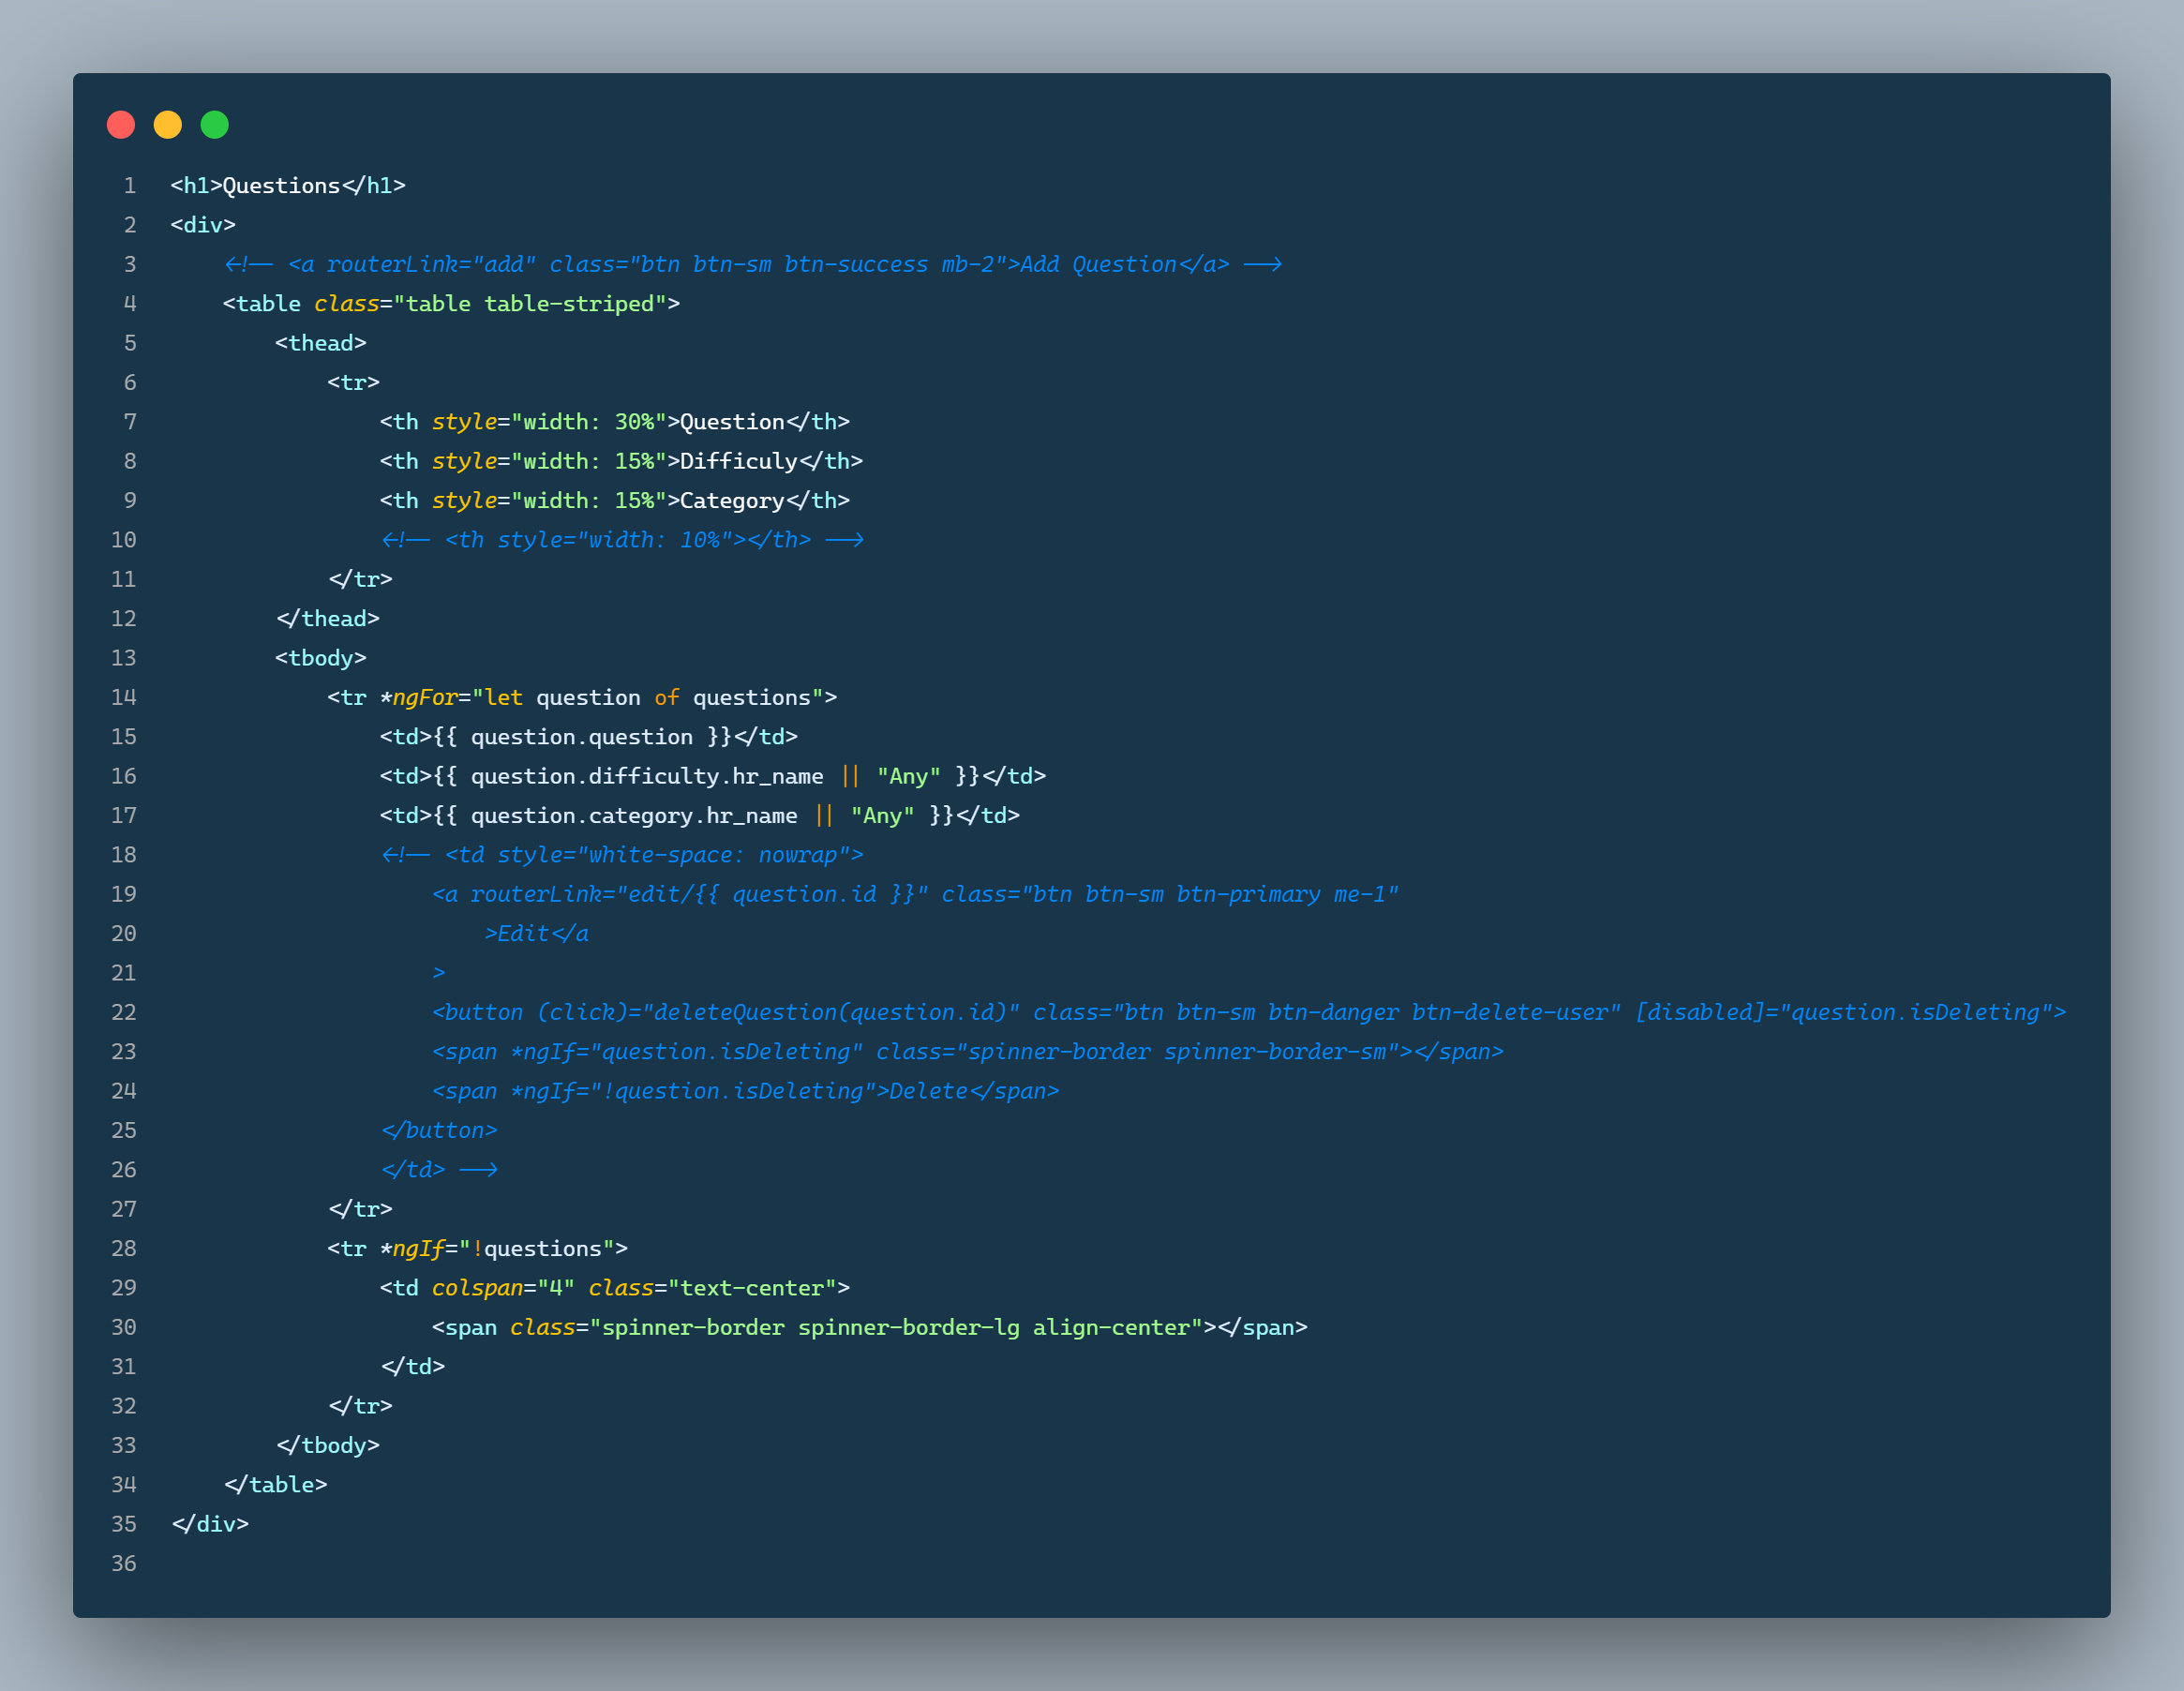 1 <h1>Questions</h1>
2 <div>
3     <!-- <a routerLink="add" class="btn btn-sm btn-success mb-2">Add Question</a> -->
4     <table class="table table-striped">
5         <thead>
6             <tr>
7                 <th style="width: 30%">Question</th>
8                 <th style="width: 15%">Difficuly</th>
9                 <th style="width: 15%">Category</th>
10                 <!-- <th style="width: 10%"></th> -->
11             </tr>
12         </thead>
13         <tbody>
14             <tr *ngFor="let question of questions">
15                 <td>{{ question.question }}</td>
16                 <td>{{ question.difficulty.hr_name || "Any" }}</td>
17                 <td>{{ question.category.hr_name || "Any" }}</td>
18                 <!-- <td style="white-space: nowrap">
19                     <a routerLink="edit/{{ question.id }}" class="btn btn-sm btn-primary me-1"
20                         >Edit</a
21                     >
22                     <button (click)="deleteQuestion(question.id)" class="btn btn-sm btn-danger btn-delete-user" [disabled]="question.isDeleting">
23                     <span *ngIf="question.isDeleting" class="spinner-border spinner-border-sm"></span>
24                     <span *ngIf="!question.isDeleting">Delete</span>
25                 </button>
26                 </td> -->
27             </tr>
28             <tr *ngIf="!questions">
29                 <td colspan="4" class="text-center">
30                     <span class="spinner-border spinner-border-lg align-center"></span>
31                 </td>
32             </tr>
33         </tbody>
34     </table>
35 </div>
36